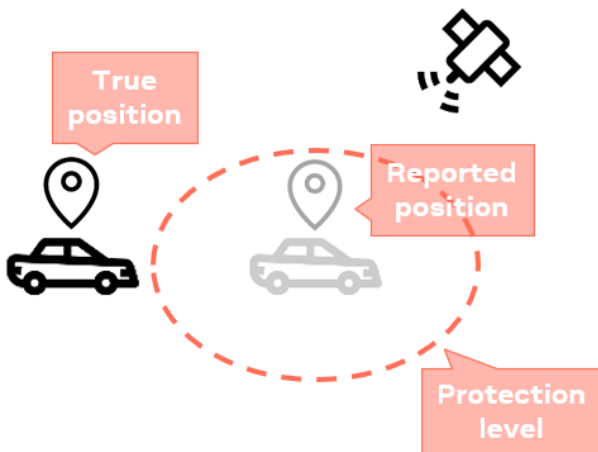 True
position
Reported
position
Protection
level